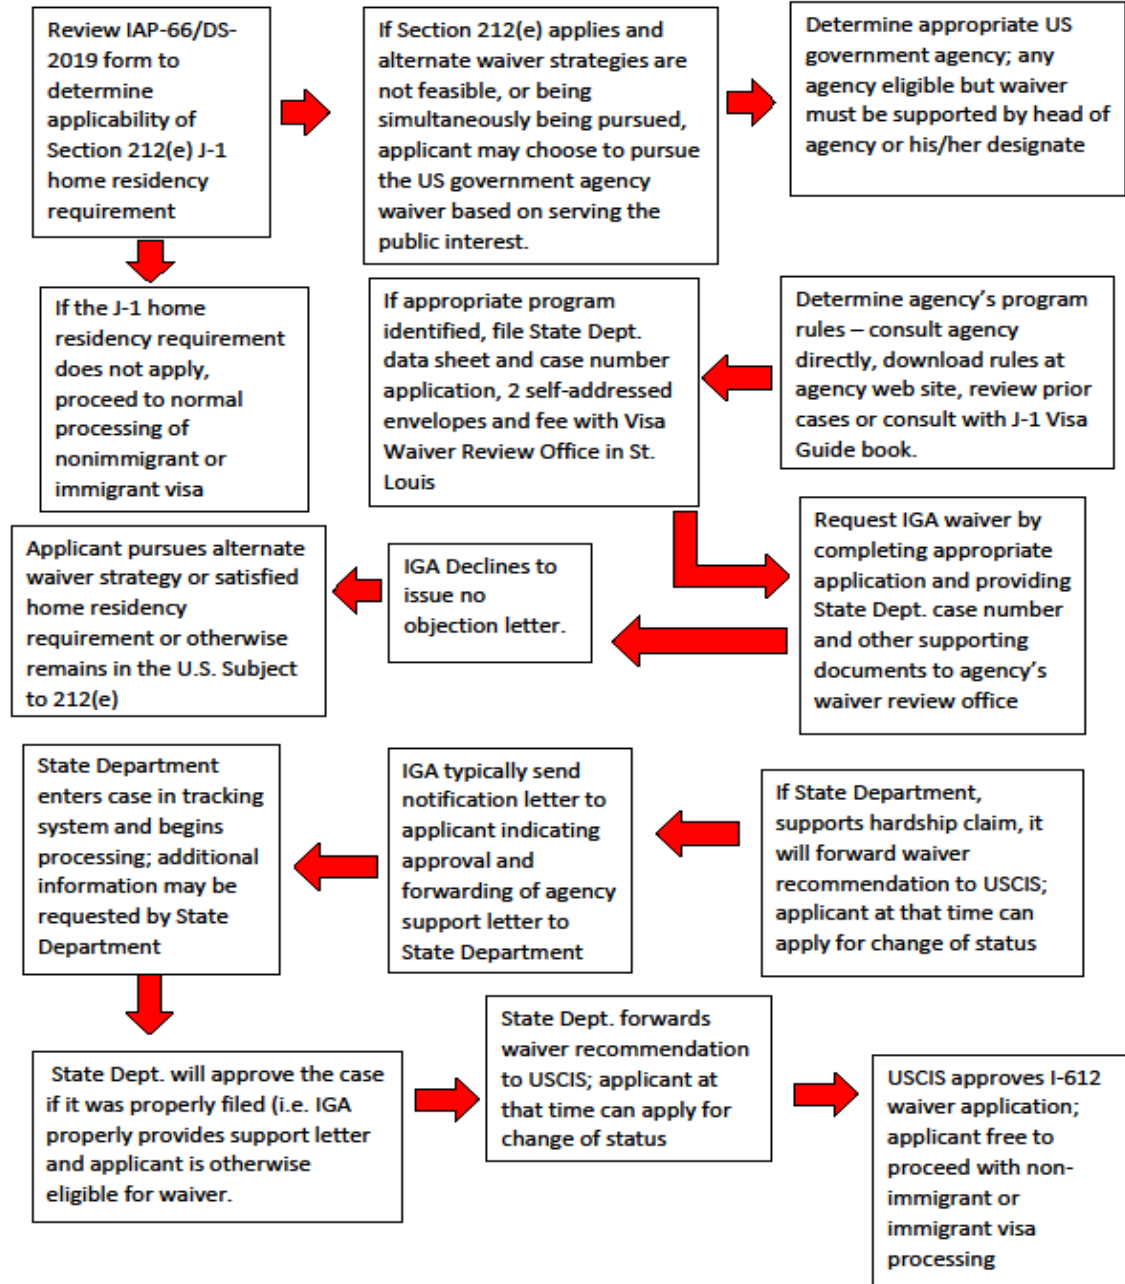 Review IAP-66/DS-
2019 form to
determine
applicability of
Section 212(e) J-1
home residency
requirement
If Section 212(e) applies and
alternate waiver strategies are
not feasible, or being
simultaneously being pursued,
applicant may choose to pursue
the US government agency
waiver based on serving the
public interest.
Determine appropriate US
government agency; any
agency eligible but waiver
must be supported by head of
agency or his/her designate
If the J-1 home
residency requirement
does not apply,
proceed to normal
processing of
nonimmigrant or
immigrant visa
If appropriate program
identified, file State Dept.
data sheet and case number
application, 2 self-addressed
envelopes and fee with Visa
Waiver Review Office in St.
Louis
Determine agency’s program
rules – consult agency
directly, download rules at
agency web site, review prior
cases or consult with J-1 Visa
Guide book.
Applicant pursues alternate
waiver strategy or satisfied
home residency
requirement or otherwise
remains in the U.S. Subject
to 212(e)
IGA Declines to
issue no
objection letter.
Request IGA waiver by
completing appropriate
application and providing
State Dept. case number
and other supporting
documents to agency’s
waiver review office
State Department
enters case in tracking
system and begins
processing; additional
information may be
requested by State
Department
IGA typically send
notification letter to
applicant indicating
approval and
forwarding of agency
support letter to
State Department
If State Department,
supports hardship claim, it
will forward waiver
recommendation to USCIS;
applicant at that time can
apply for change of status
State Dept. will approve the case
if it was properly filed (i.e. IGA
properly provides support letter
and applicant is otherwise
eligible for waiver.
State Dept. forwards
waiver recommendation
to USCIS; applicant at
that time can apply for
change of status
USCIS approves I-612
waiver application;
applicant free to
proceed with non-
immigrant or
immigrant visa
processing